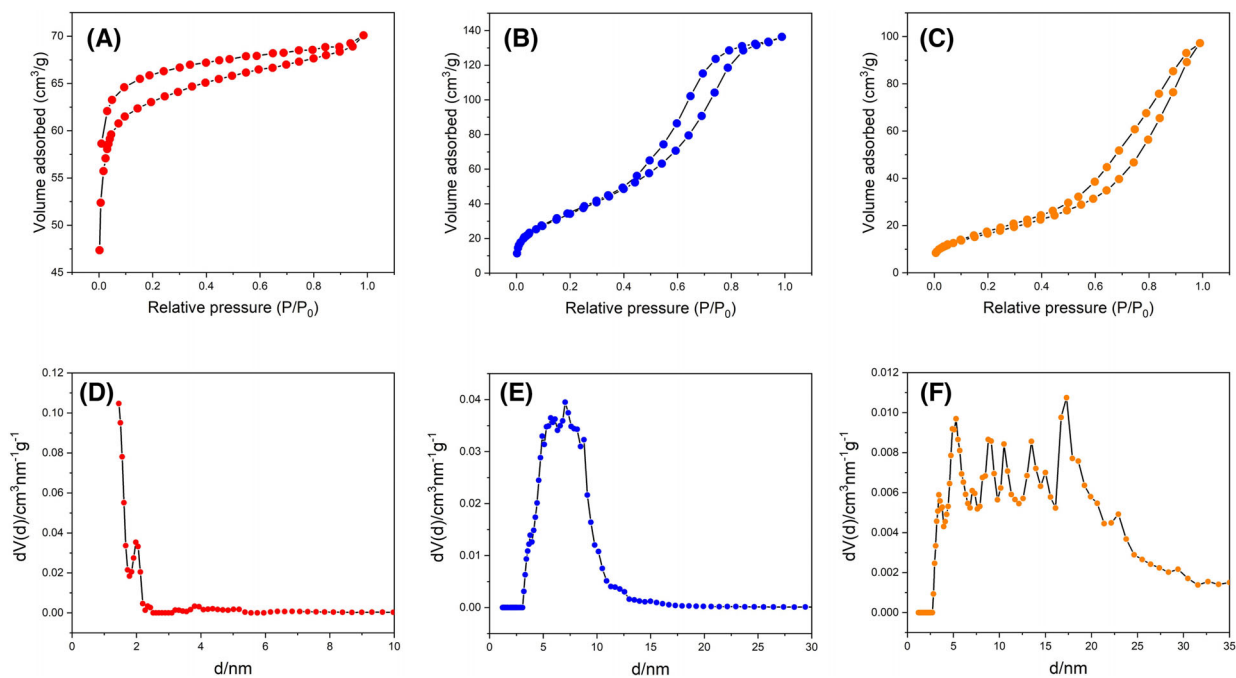 (A)
Volume adsorbed (cm³/g)
70
65
60
55
50
45
0.0 0.2 0.4 0.6 0.8 1.0
Relative pressure (P/P₀)
(B)
Volume adsorbed (cm³/g)
140
120
100
80
60
40
20
0
0.0 0.2 0.4 0.6 0.8 1.0
Relative pressure (P/P₀)
(C)
Volume adsorbed (cm³/g)
100
80
60
40
20
0
0.0 0.2 0.4 0.6 0.8 1.0
Relative pressure (P/P₀)
(D)
dV(d)/cm³nm⁻¹g⁻¹
0.12
0.10
0.08
0.06
0.04
0.02
0.00
0 2 4 6 8 10
d/nm
(E)
dV(d)/cm³nm⁻¹g⁻¹
0.04
0.03
0.02
0.01
0.00
0 5 10 15 20 25 30
d/nm
(F)
dV(d)/cm³nm⁻¹g⁻¹
0.012
0.010
0.008
0.006
0.004
0.002
0.000
0 5 10 15 20 25 30 35
d/nm